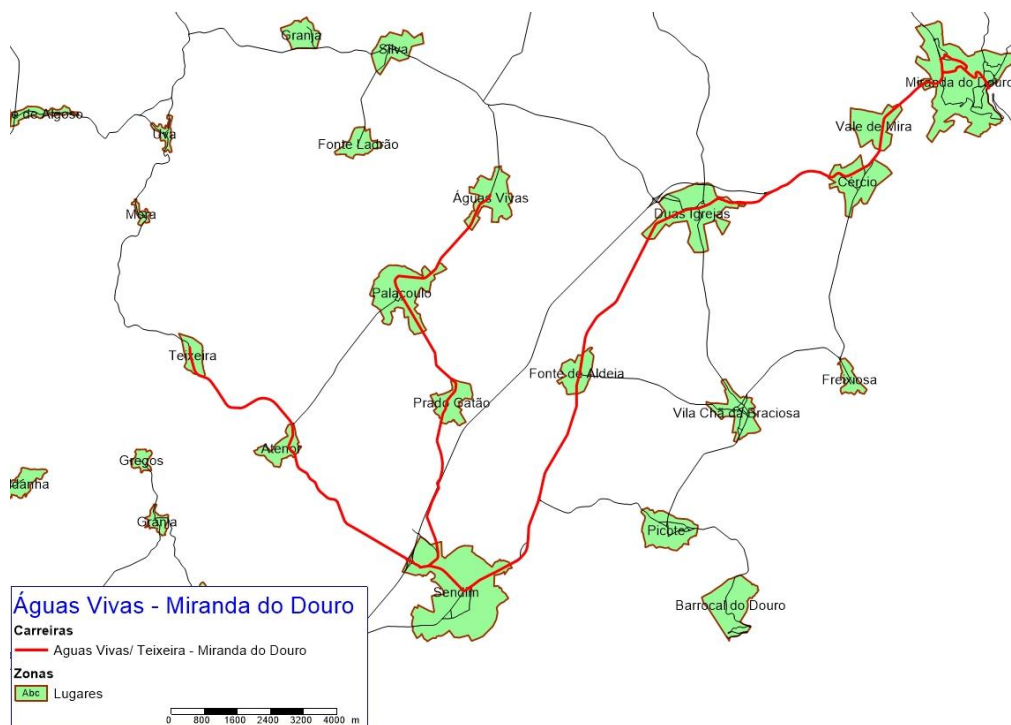 Granja
Silva
Miranda do Douro
te de Algoso
Uva
Fonte Ladrão
Vale de Mira
Cércio
Águas Vivas
Mora
Duas Igrejas
Palaçoulo
Teixeira
Fonte de Aldeia
Freixiosa
Prado Gatão
Vila Chã da Braciosa
Atenor
Gregos
Granja
Picote
Sendim
Barrocal do Douro
Águas Vivas - Miranda do Douro
Carreiras
Aguas Vivas/ Teixeira - Miranda do Douro
Zonas
Abc Lugares
0 800 1600 2400 3200 4000 m